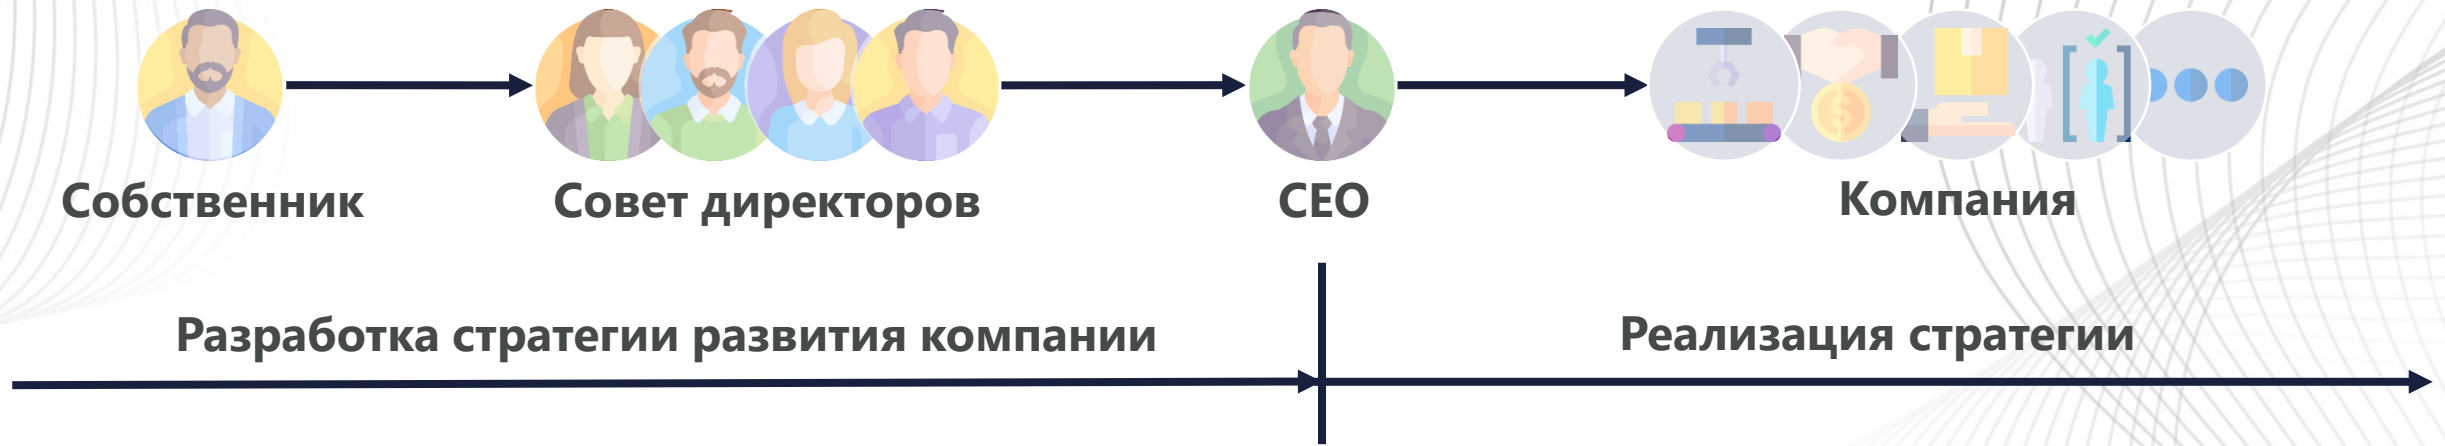 Собственник
Совет директоров
CEO
Компания
Разработка стратегии развития компании
Реализация стратегии